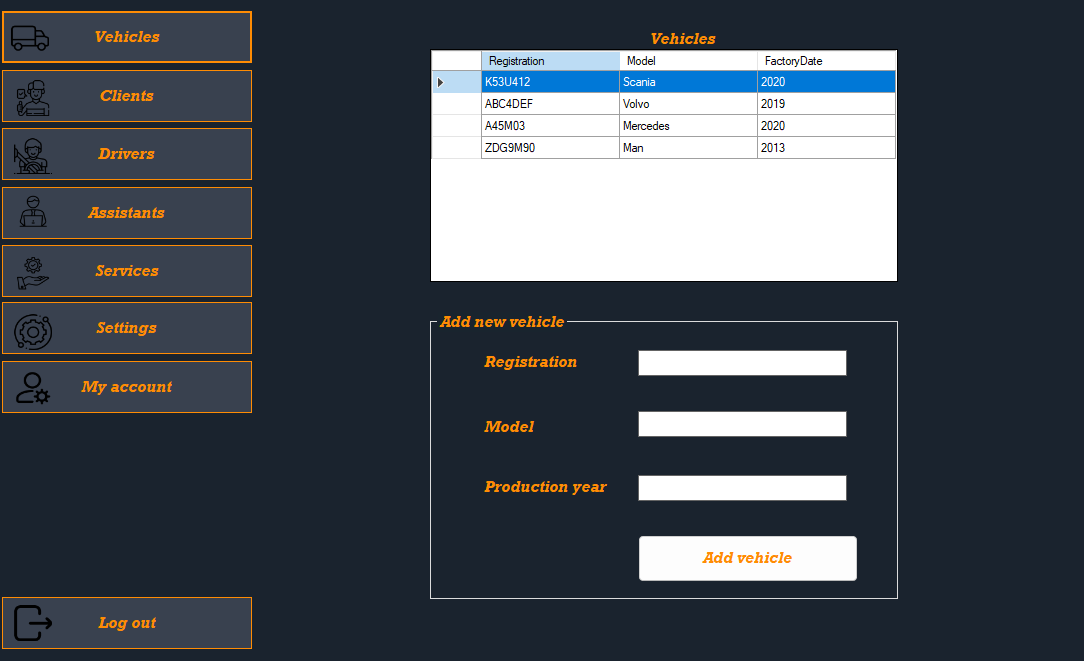 Vehicles
Clients
Drivers
Assistants
Services
Settings
My account
Log out
Vehicles
Registration Model FactoryDate
K53U412 Scania 2020
ABC4DEF Volvo 2019
A45M03 Mercedes 2020
ZDG9M90 Man 2013
Add new vehicle
Registration
Model
Production year
Add vehicle